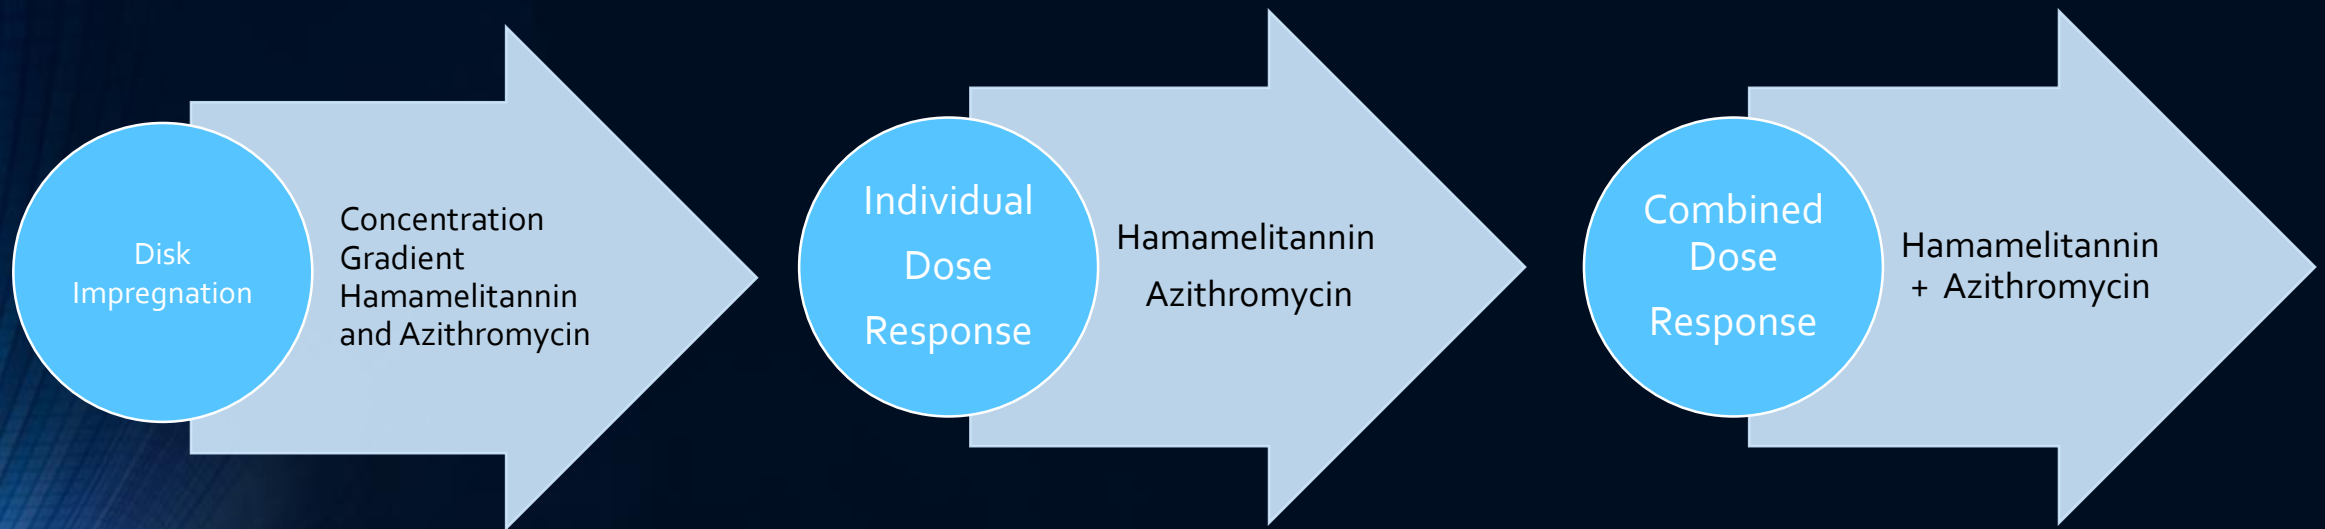 Disk
Impregnation
Concentration
Gradient
Hamamelitannin
and Azithromycin
Individual
Dose
Response
Hamamelitannin
Azithromycin
Combined
Dose
Response
Hamamelitannin
+ Azithromycin